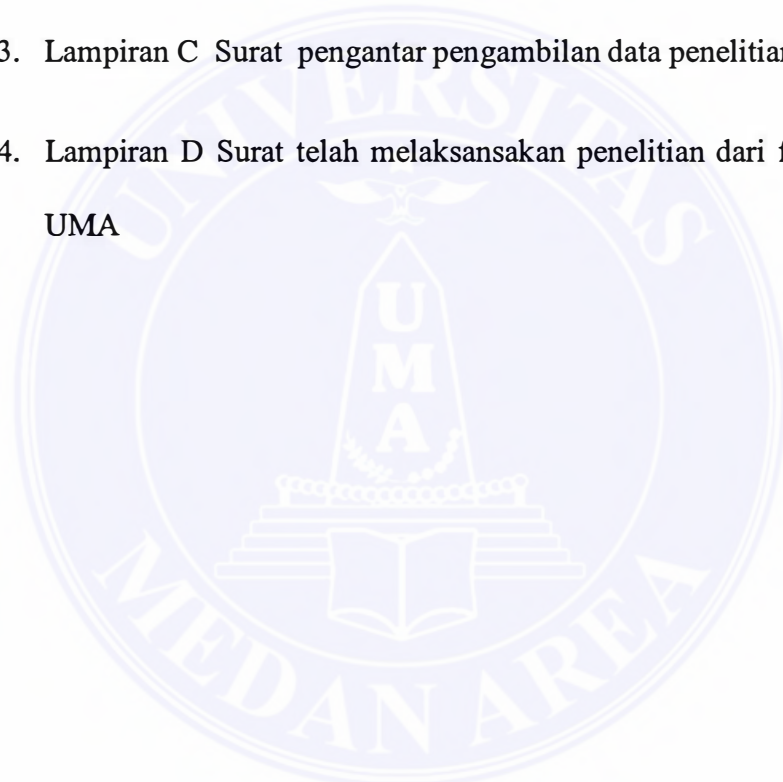 3. Lampiran C Surat pengantar pengambilan data penelitian
4. Lampiran D Surat telah melaksansakan penelitian dari
UMA
UNIVERSITAS
U
M
A
MEDAN AREA